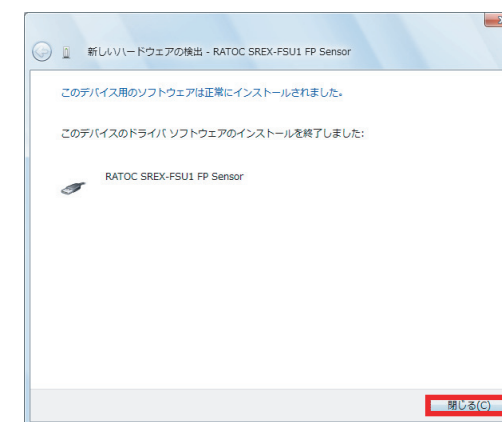 新しいハードウェアの検出 - RATOC SREX-FSU1 FP Sensor
このデバイス用のソフトウェアは正常にインストールされました。
このデバイスのドライバ ソフトウェアのインストールを終了しました:
RATOC SREX-FSU1 FP Sensor
閉じる(C)